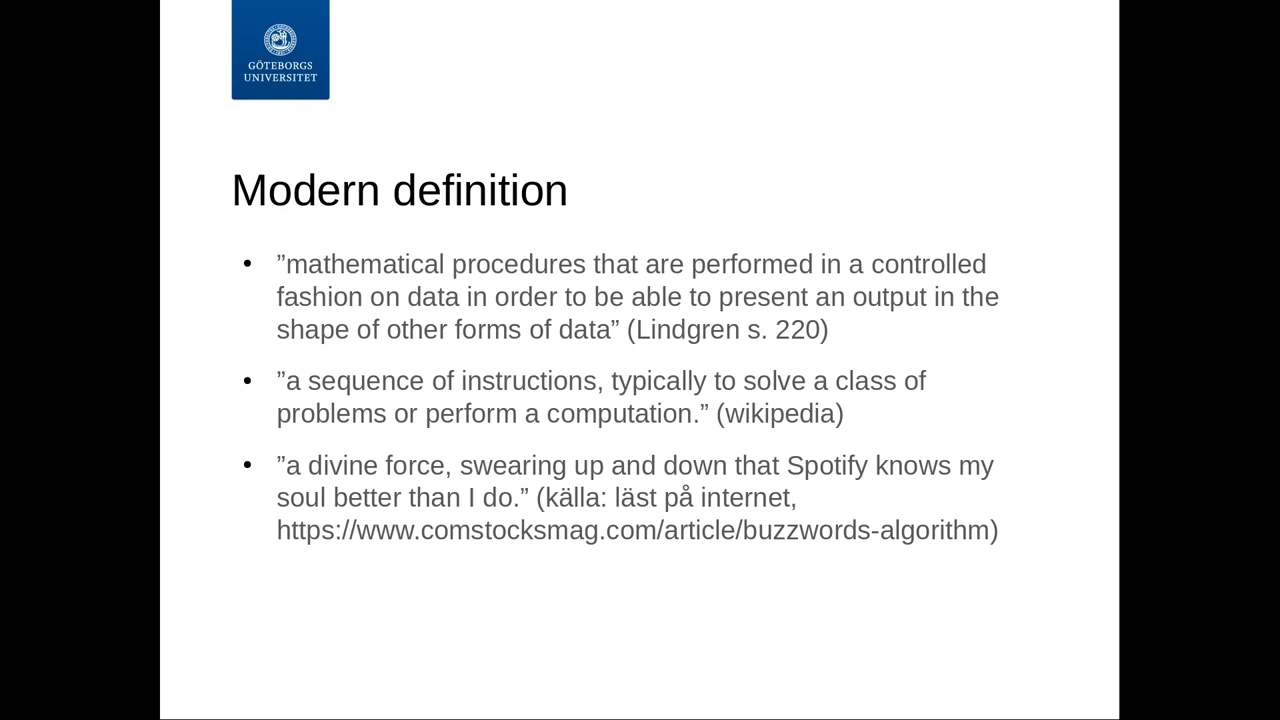 GÖTEBORGS
UNIVERSITET
Modern definition
• ”mathematical procedures that are performed in a controlled
fashion on data in order to be able to present an output in the
shape of other forms of data” (Lindgren s. 220)
• ”a sequence of instructions, typically to solve a class of
problems or perform a computation.” (wikipedia)
• ”a divine force, swearing up and down that Spotify knows my
soul better than I do.” (källa: läst på internet,
https://www.comstocksmag.com/article/buzzwords-algorithm)